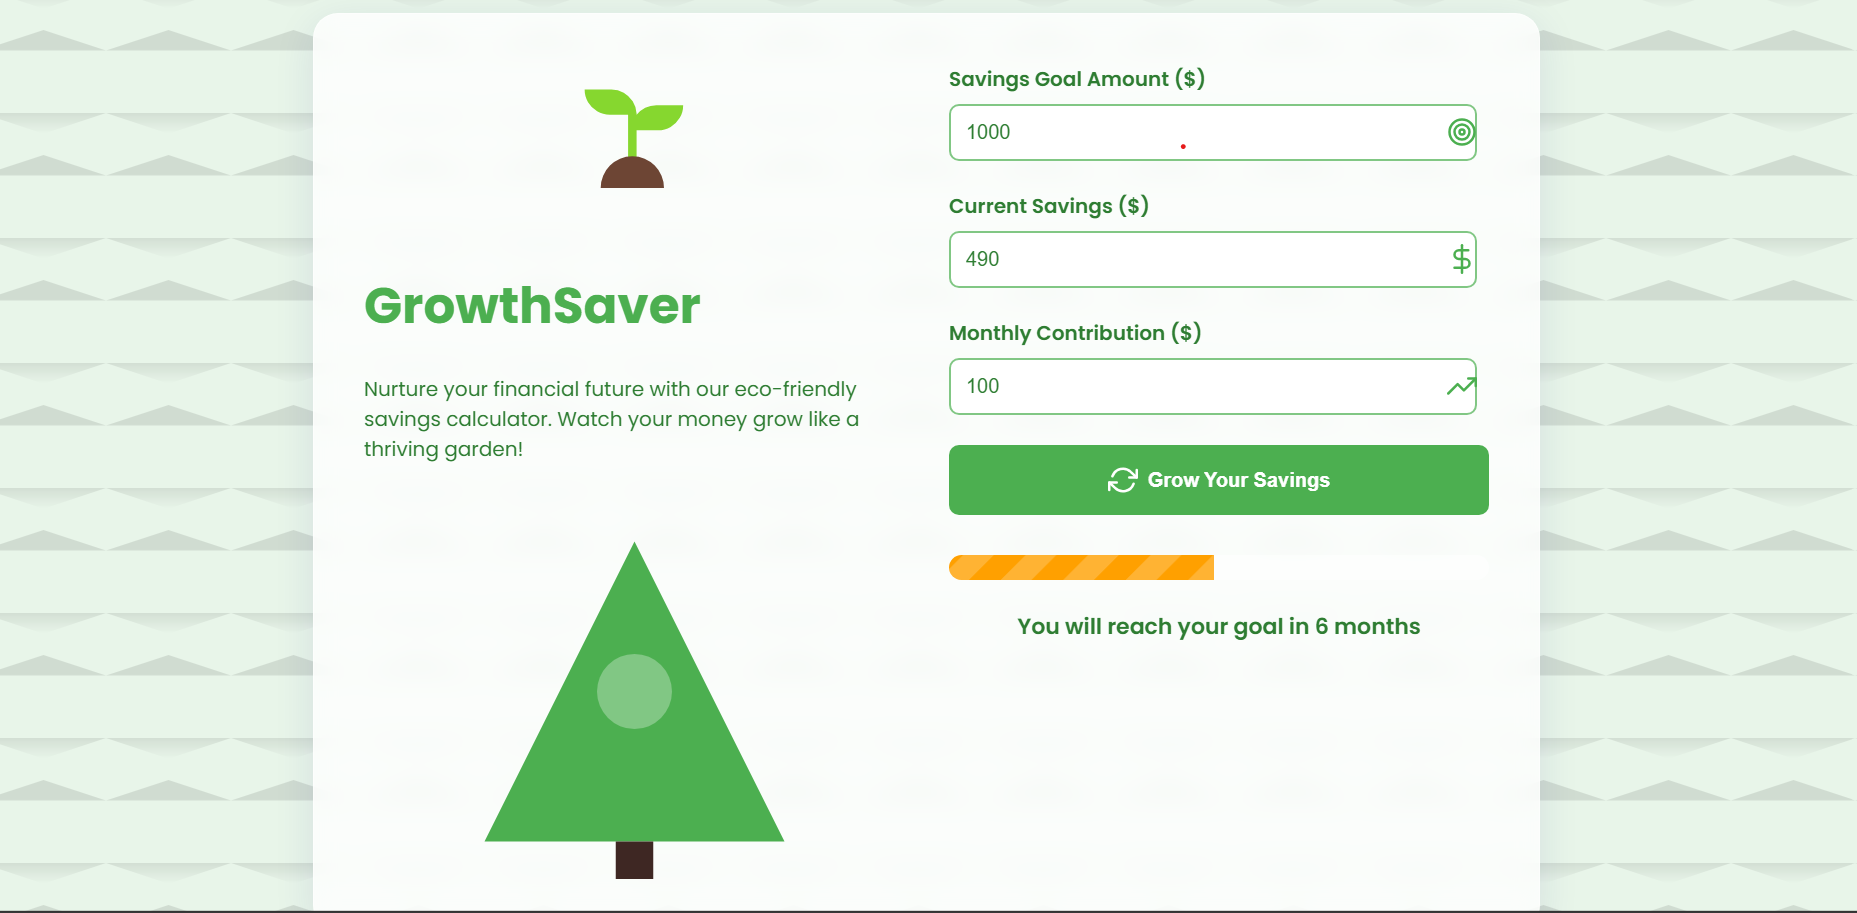 Savings Goal Amount ($)
1000
Current Savings ($)
490
Monthly Contribution ($)
100
Grow Your Savings
You will reach your goal in 6 months
GrowthSaver
Nurture your financial future with our eco-friendly
savings calculator. Watch your money grow like a
thriving garden!